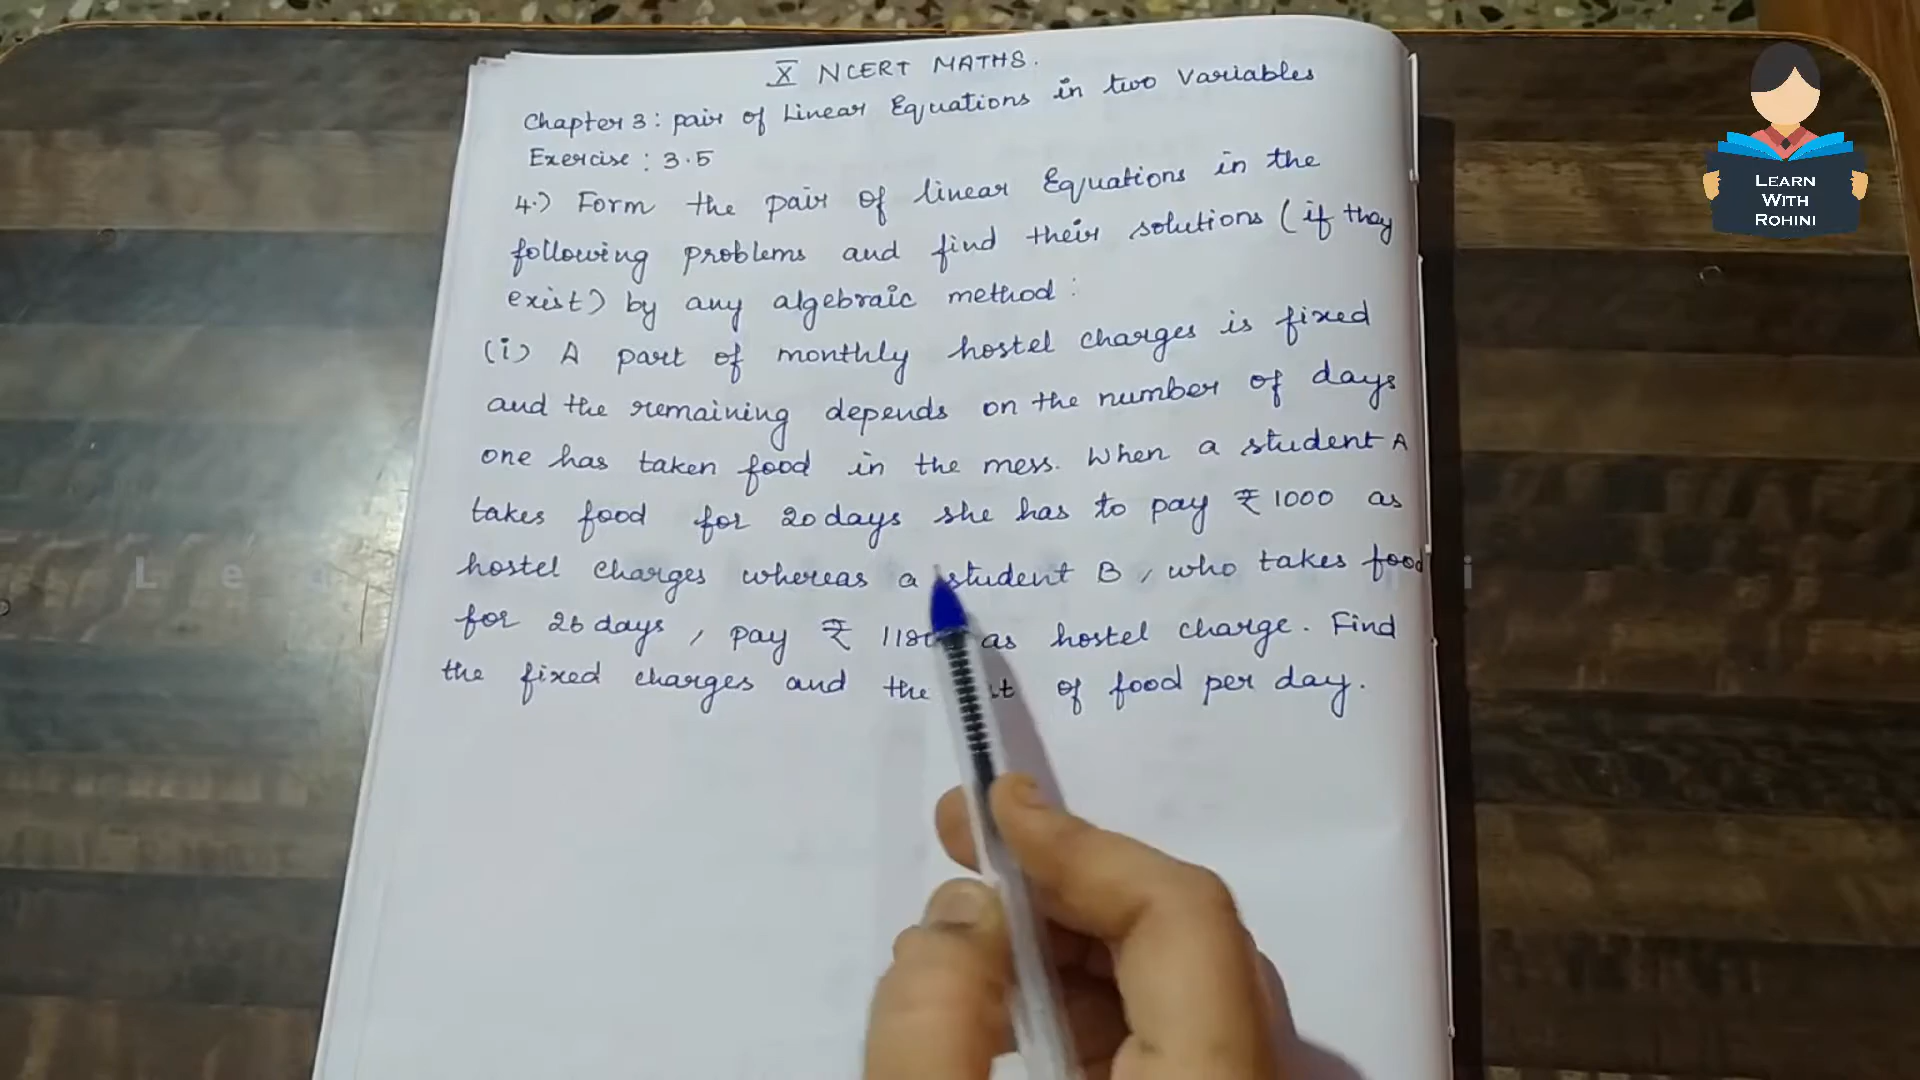 X NCERT MATHS.
Chapter 3: pair of Linear Equations in two Variables
Exercise : 3.5
4.) Form the pair of linear Equations in the
following problems and find their solutions (if they
exist) by any algebraic method :
(i) A part of monthly hostel charges is fixed
and the remaining depends on the number of days
one has taken food in the mess. When a student A
takes food for 20 days she has to pay ₹ 1000 as
hostel charges whereas a student B, who takes food
for 26 days, pay ₹ as hostel charge. Find
the fixed charges and the of food per day.
LEARN
WITH
ROHINI